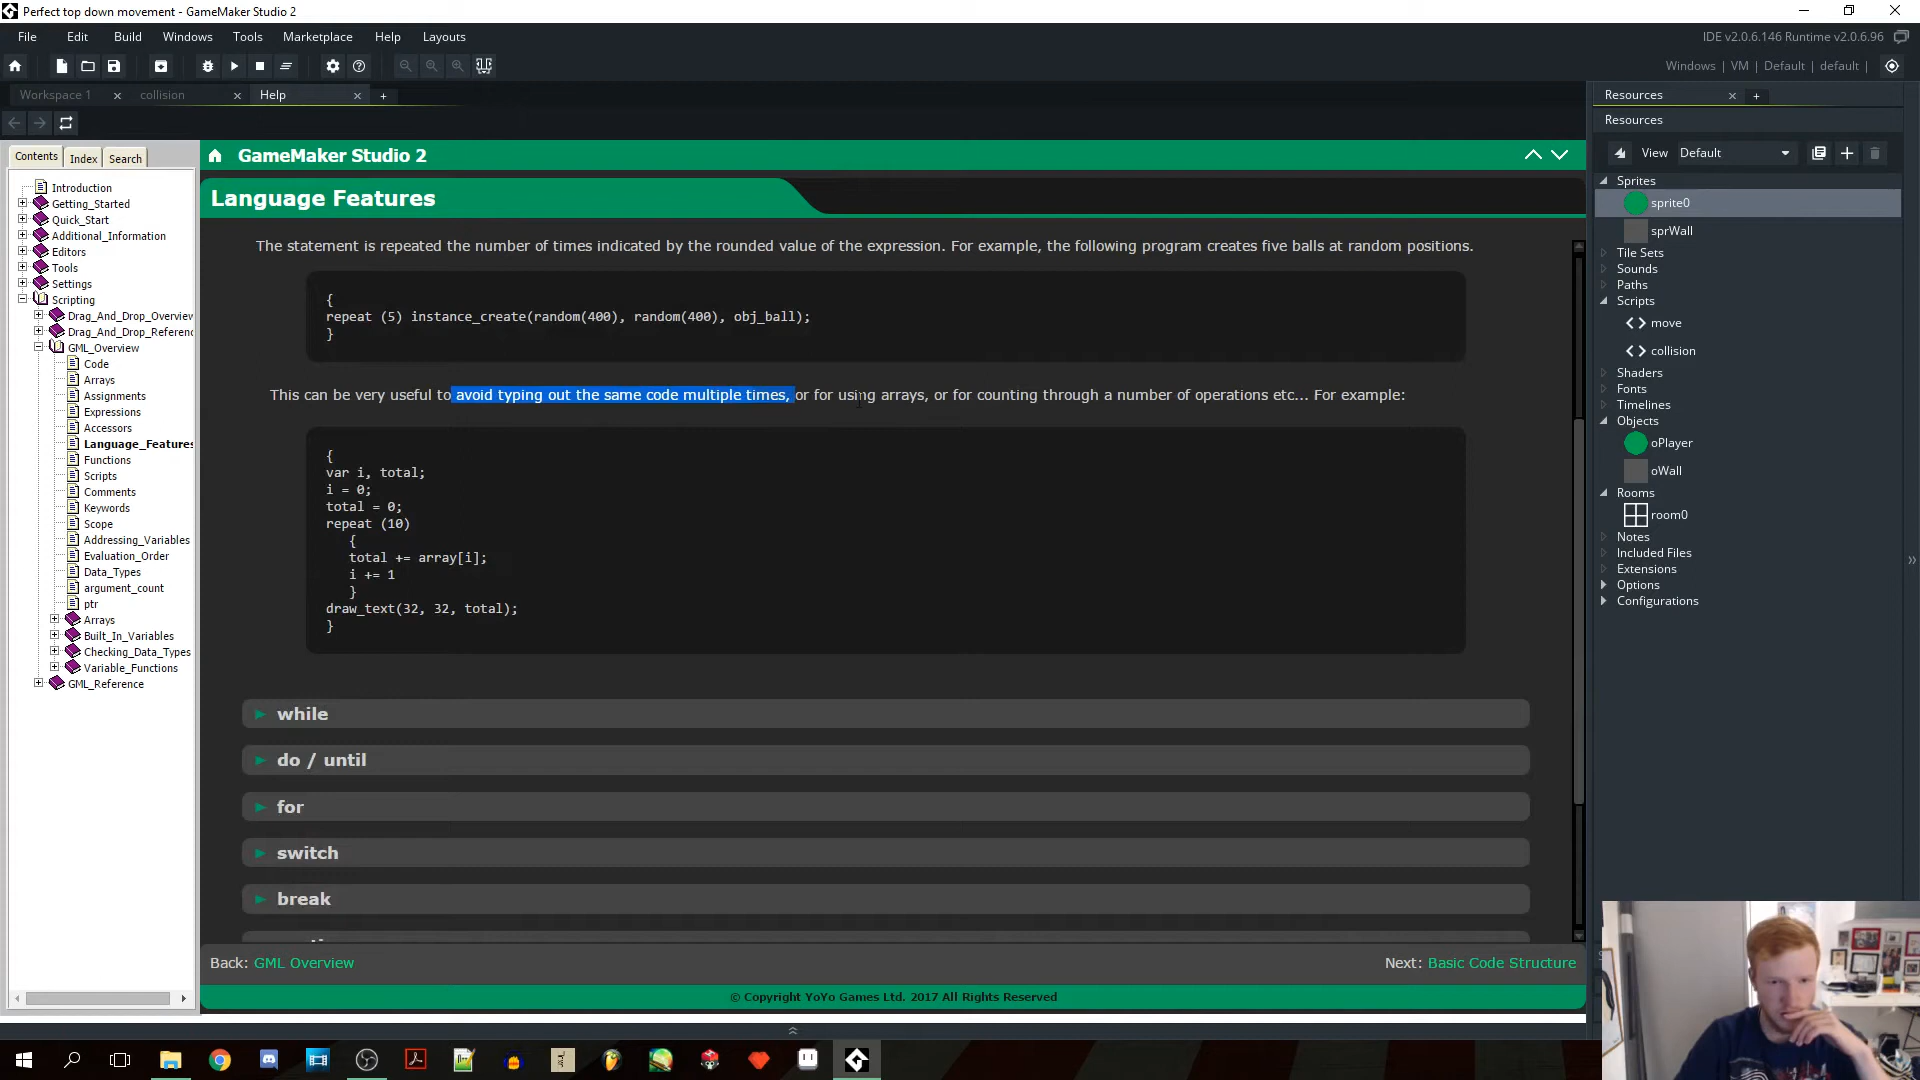 Perfect top down movement - GameMaker Studio 2
File Edit Build Windows Tools Marketplace Help Layouts
IDE v2.0.6.146 Runtime v2.0.6.96
Windows | VM | Default | default |
Workspace 1 collision Help
Contents Index Search
Introduction
Getting_Started
Quick_Start
Additional_Information
Editors
Tools
Settings
Scripting
Drag_And_Drop_Overview
Drag_And_Drop_Referenc
GML_Overview
Code
Arrays
Assignments
Expressions
Accessors
Language_Features
Functions
Scripts
Comments
Keywords
Scope
Addressing_Variables
Evaluation_Order
Data_Types
argument_count
ptr
Arrays
Built_In_Variables
Checking_Data_Types
Variable_Functions
GML_Reference
GameMaker Studio 2
Language Features
The statement is repeated the number of times indicated by the rounded value of the expression. For example, the following program creates five balls at random positions.
{
repeat (5) instance_create(random(400), random(400), obj_ball);
}
This can be very useful to avoid typing out the same code multiple times, or for using arrays, or for counting through a number of operations etc... For example:
{
var i, total;
i = 0;
total = 0;
repeat (10)
{
total += array[i];
i += 1
}
draw_text(32, 32, total);
}
while
do / until
for
switch
break
Back: GML Overview
Next: Basic Code Structure
© Copyright YoYo Games Ltd. 2017 All Rights Reserved
Resources
Resources
View Default
Sprites
sprite0
sprWall
Tile Sets
Sounds
Paths
Scripts
move
collision
Shaders
Fonts
Timelines
Objects
oPlayer
oWall
Rooms
room0
Notes
Included Files
Extensions
Options
Configurations